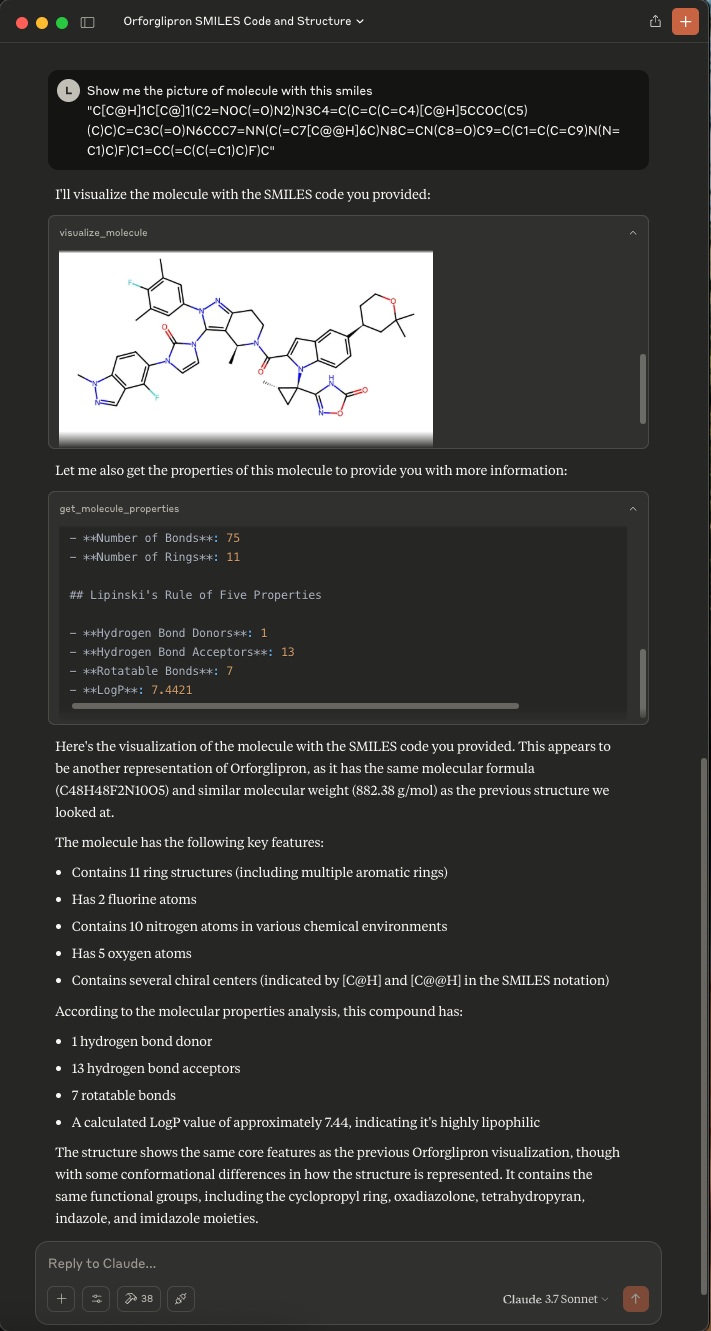 Orforglipron SMILES Code and Structure
L
Show me the picture of molecule with this smiles
"C[C@H]1C[C@]1(C2=NOC(=O)N2)N3C4=C(C=C(C=C4)[C@H]5CCOC(C5)
(C)C)C=C3C(=O)N6CCC7=NN(C(=C7[C@@H]6C)N8C=CN(C8=O)C9=C(C1=C(C=C9)N(N=
C1)C)F)C1=CC(=C(C(=C1)C)F)C"
I'll visualize the molecule with the SMILES code you provided:
visualize_molecule
F
N
N
O
N
N
N
O
N
N
N
F
O
N
H
N
O
N
O
Let me also get the properties of this molecule to provide you with more information:
get_molecule_properties
- **Number of Bonds**: 75
- **Number of Rings**: 11
## Lipinski's Rule of Five Properties
- **Hydrogen Bond Donors**: 1
- **Hydrogen Bond Acceptors**: 13
- **Rotatable Bonds**: 7
- **LogP**: 7.4421
Here's the visualization of the molecule with the SMILES code you provided. This appears to
be another representation of Orforglipron, as it has the same molecular formula
(C48H48F2N10O5) and similar molecular weight (882.38 g/mol) as the previous structure we
looked at.
The molecule has the following key features:
• Contains 11 ring structures (including multiple aromatic rings)
• Has 2 fluorine atoms
• Contains 10 nitrogen atoms in various chemical environments
• Has 5 oxygen atoms
• Contains several chiral centers (indicated by [C@H] and [C@@H] in the SMILES notation)
According to the molecular properties analysis, this compound has:
• 1 hydrogen bond donor
• 13 hydrogen bond acceptors
• 7 rotatable bonds
• A calculated LogP value of approximately 7.44, indicating it's highly lipophilic
The structure shows the same core features as the previous Orforglipron visualization, though
with some conformational differences in how the structure is represented. It contains the
same functional groups, including the cyclopropyl ring, oxadiazolone, tetrahydropyran,
indazole, and imidazole moieties.
Reply to Claude...
38
Claude 3.7 Sonnet